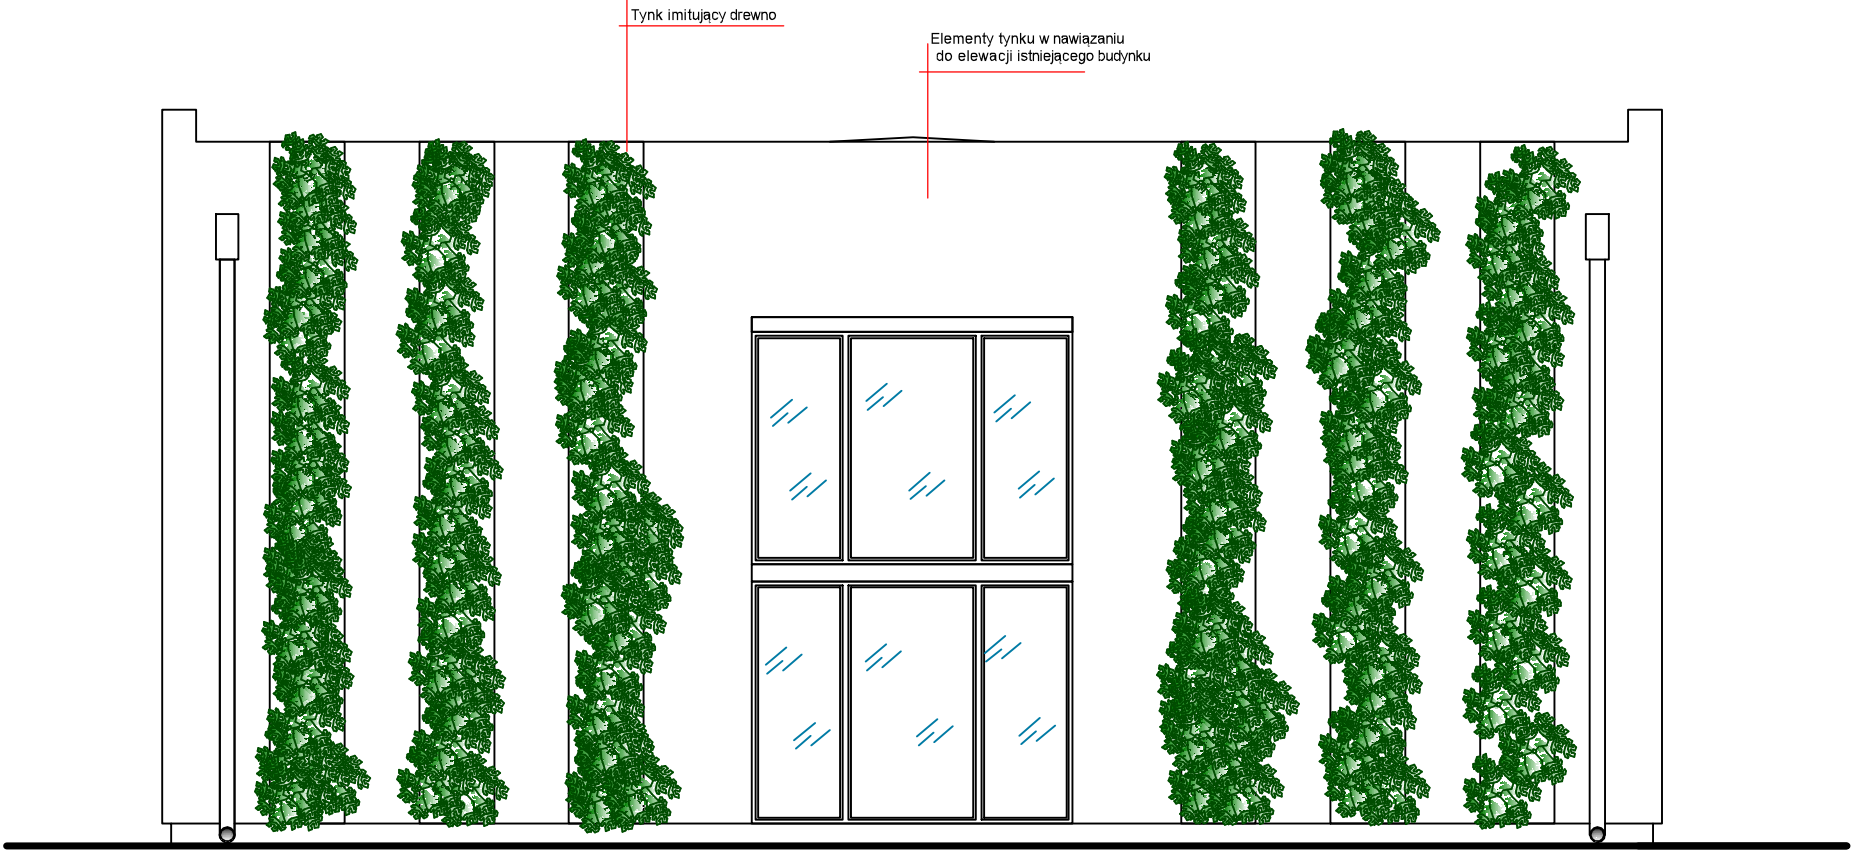 Tynk imitujący drewno
Elementy tynku w nawiązaniu
do elewacji istniejącego budynku